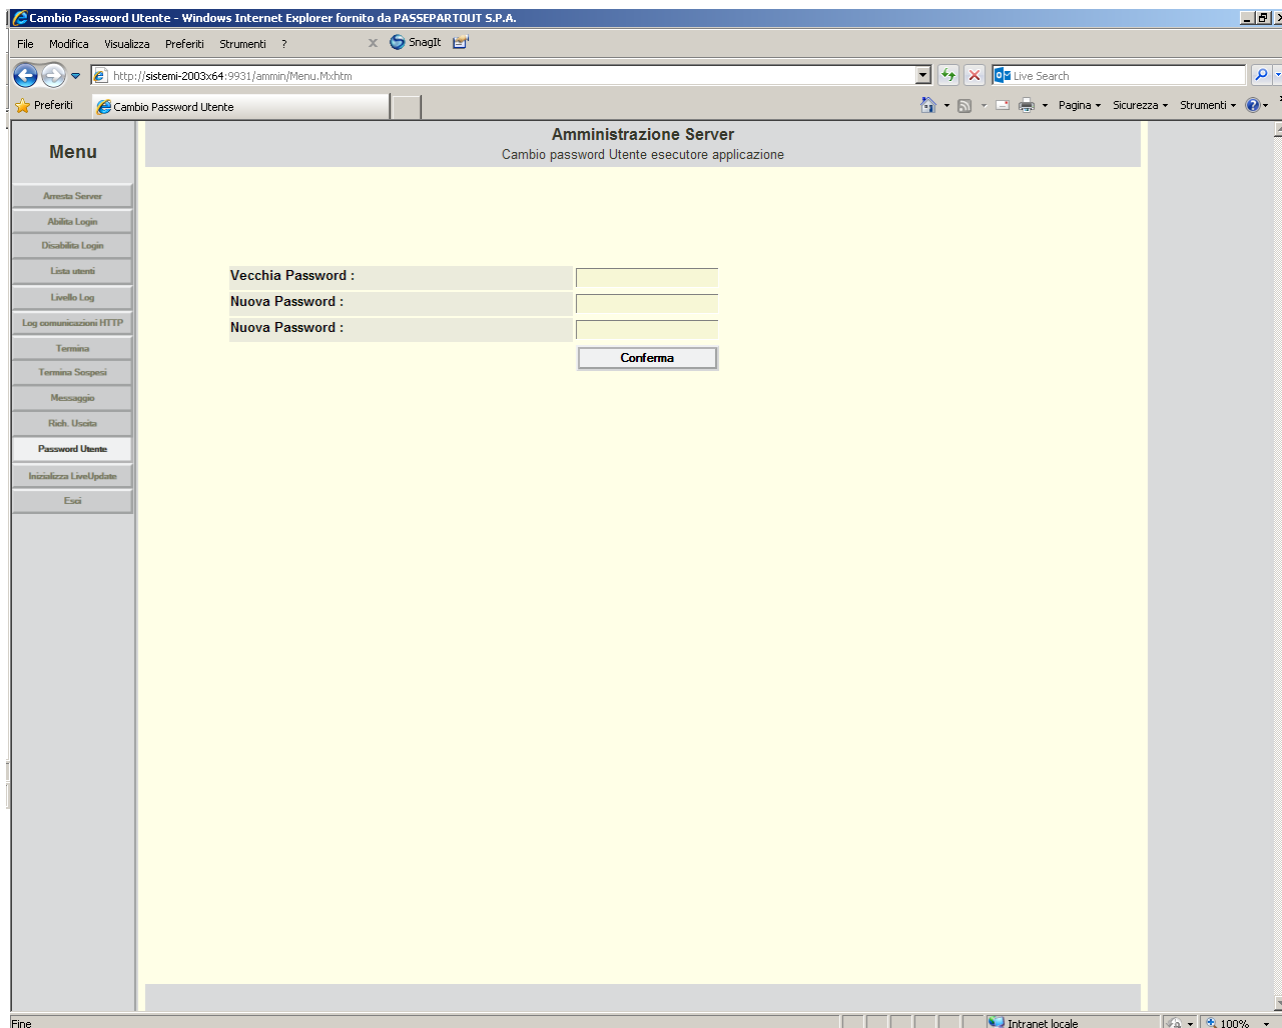 Cambio Password Utente - Windows Internet Explorer fornito da PASSEPARTOUT S.P.A.
File Modifica Visualizza Preferiti Strumenti ? x SnagIt
http://sistemi-2003x64:9931/ammin/Menu.Mxhtm Live Search
Preferiti Cambio Password Utente Pagina Sicurezza Strumenti
Menu
Arresta Server
Abilita Login
Disabilita Login
Lista utenti
Livello Log
Log comunicazioni HTTP
Termina
Termina Sospesi
Messaggio
Rich. Uscita
Password Utente
Inizializza LiveUpdate
Esci
Amministrazione Server
Cambio password Utente esecutore applicazione
Vecchia Password :
Nuova Password :
Nuova Password :
Conferma
Fine Intranet locale 100%